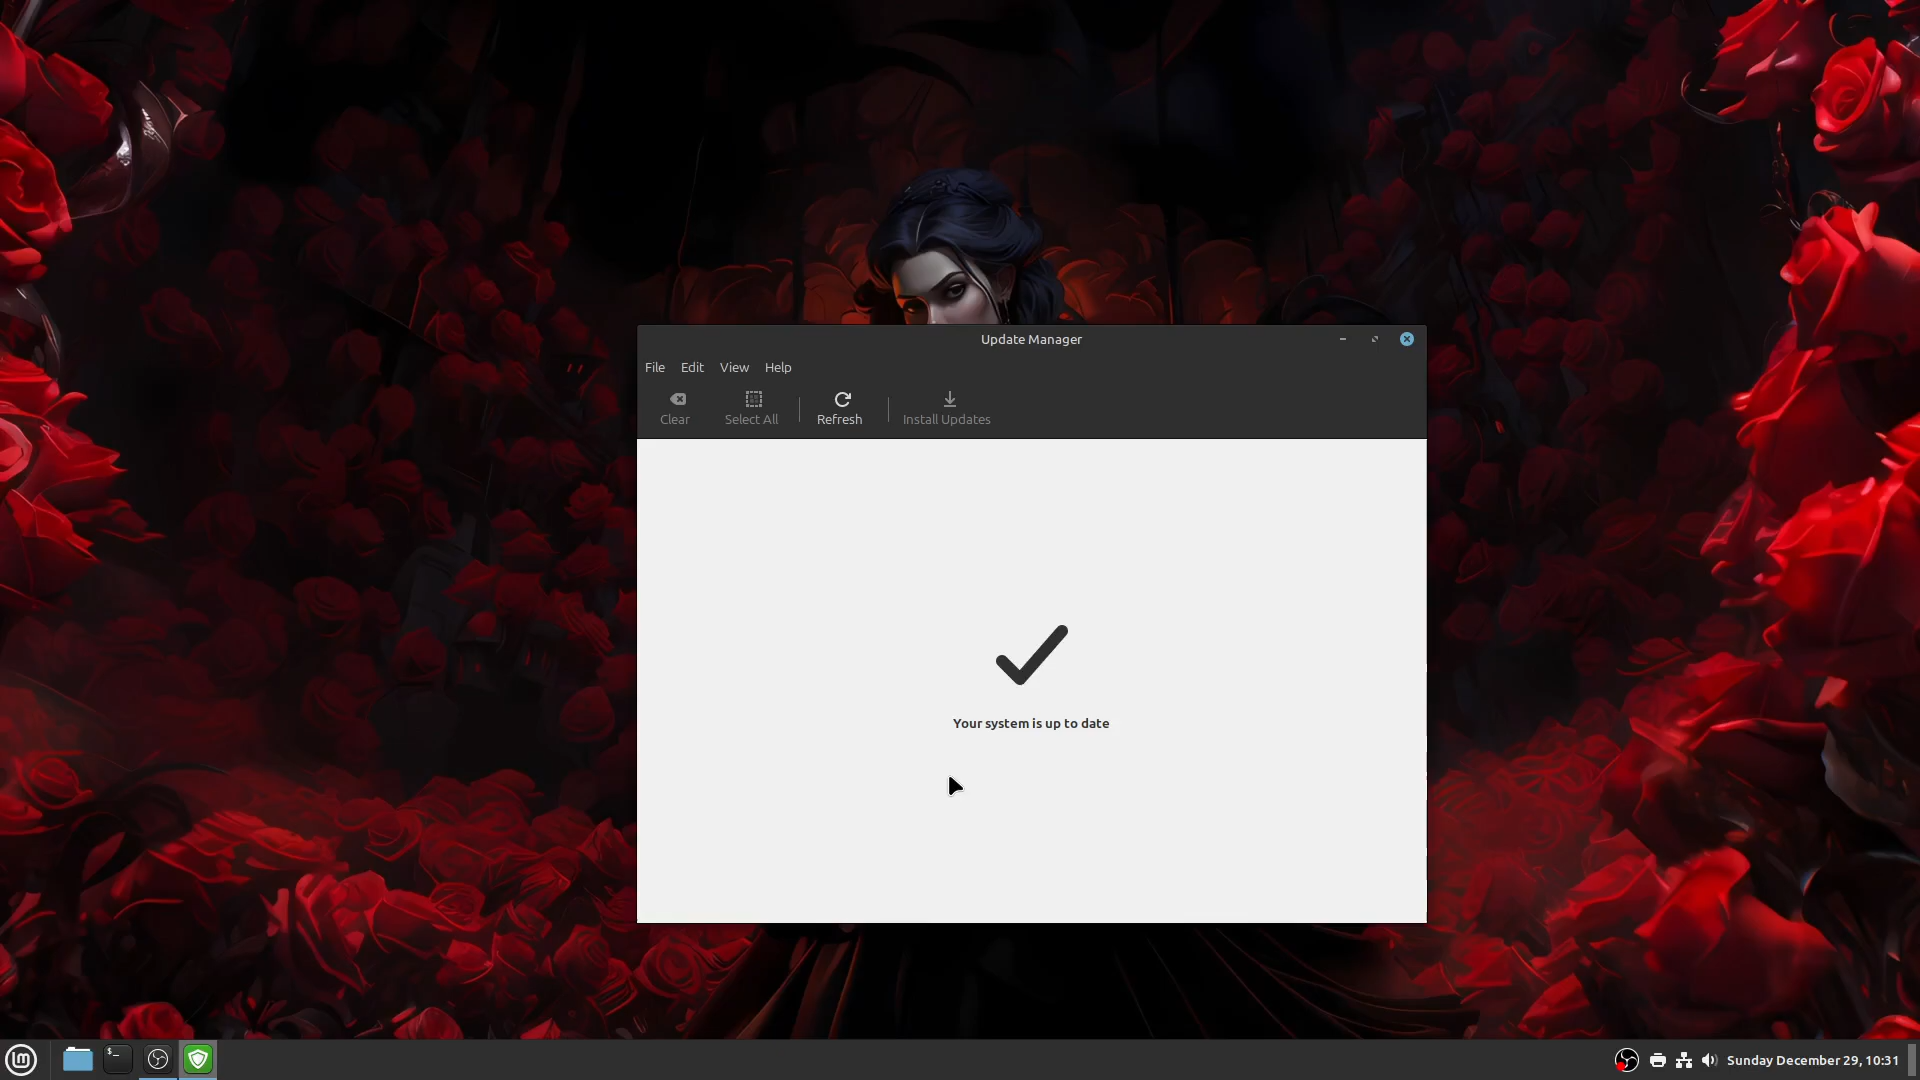 Update Manager
File Edit View Help
Clear Select All Refresh Install Updates
Your system is up to date
$_
lm
Sunday December 29, 10:31